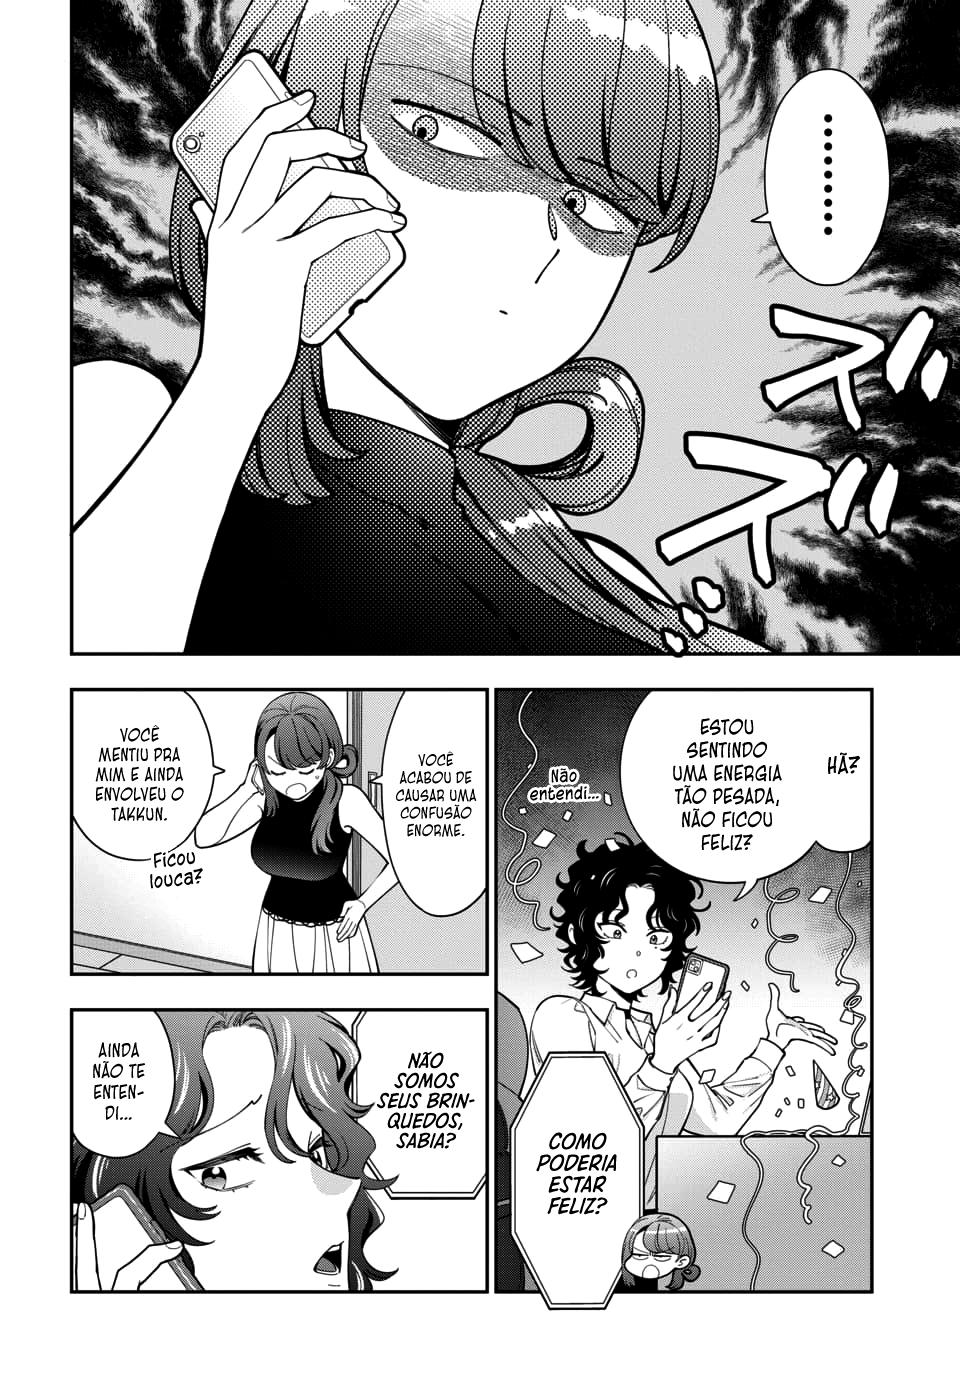 ………
ズズ…
HÃ?
ESTOU
SENTINDO
UMA ENERGIA
TÃO PESADA,
NÃO FICOU
FELIZ?
Não
entendi...
COMO
PODERIA
ESTAR
FELIZ?
VOCÊ
ACABOU DE
CAUSAR UMA
CONFUSÃO
ENORME.
VOCÊ
MENTIU PRA
MIM E AINDA
ENVOLVEU O
TAKKUN.
Ficou
louca?
NÃO
SOMOS
SEUS BRIN-
QUEDOS,
SABIA?
AINDA
NÃO TE
ENTEN-
DI...